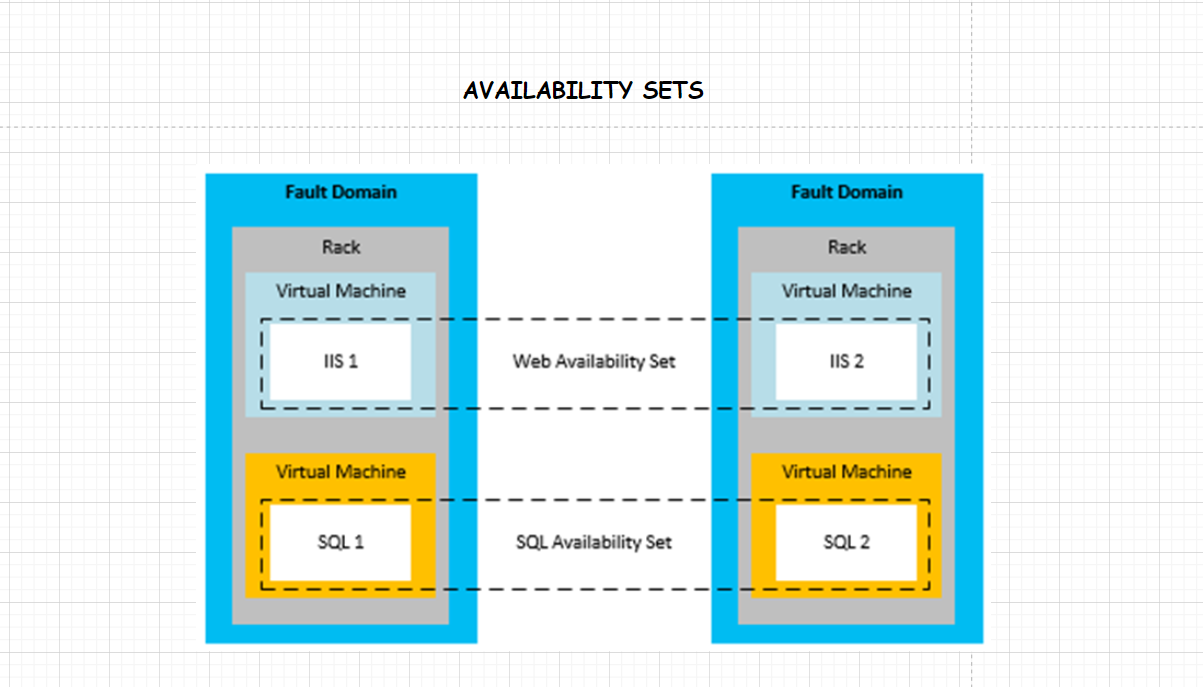 AVAILABILITY SETS
Fault Domain
Rack
Virtual Machine
IIS 1
Virtual Machine
SQL 1
Web Availability Set
SQL Availability Set
Fault Domain
Rack
Virtual Machine
IIS 2
Virtual Machine
SQL 2